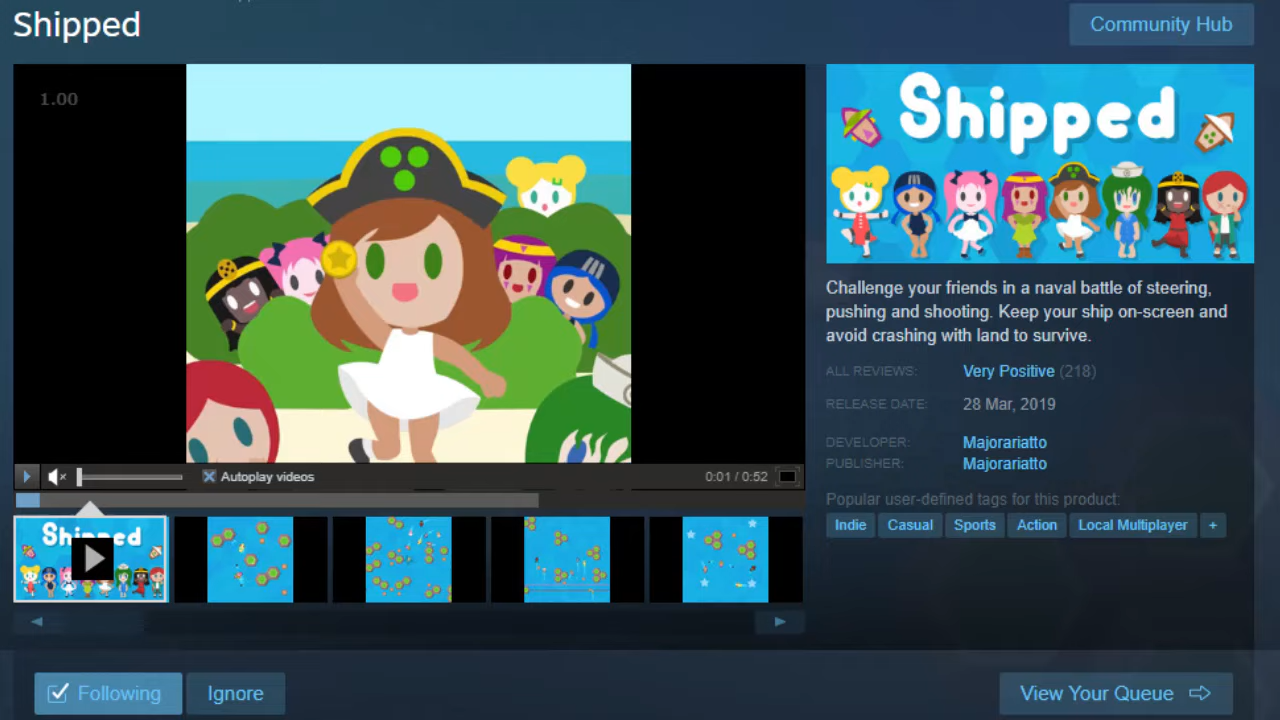 Shipped
Community Hub
1.00
Shipped
Challenge your friends in a naval battle of steering,
pushing and shooting. Keep your ship on-screen and
avoid crashing with land to survive.
ALL REVIEWS: Very Positive (218)
RELEASE DATE: 28 Mar, 2019
DEVELOPER: Majorariatto
PUBLISHER: Majorariatto
Popular user-defined tags for this product:
Indie Casual Sports Action Local Multiplayer +
Autoplay videos 0:01 / 0:52
Shipped
Following Ignore View Your Queue